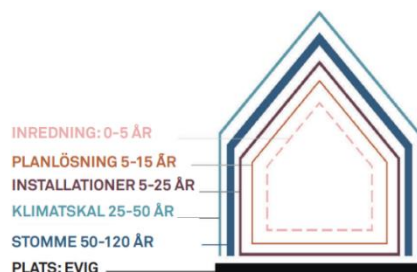 INREDNING: 0-5 ÅR
PLANLÖSNING 5-15 ÅR
INSTALLATIONER 5-25 ÅR
KLIMATSKAL 25-50 ÅR
STOMME 50-120 ÅR
PLATS: EVIG